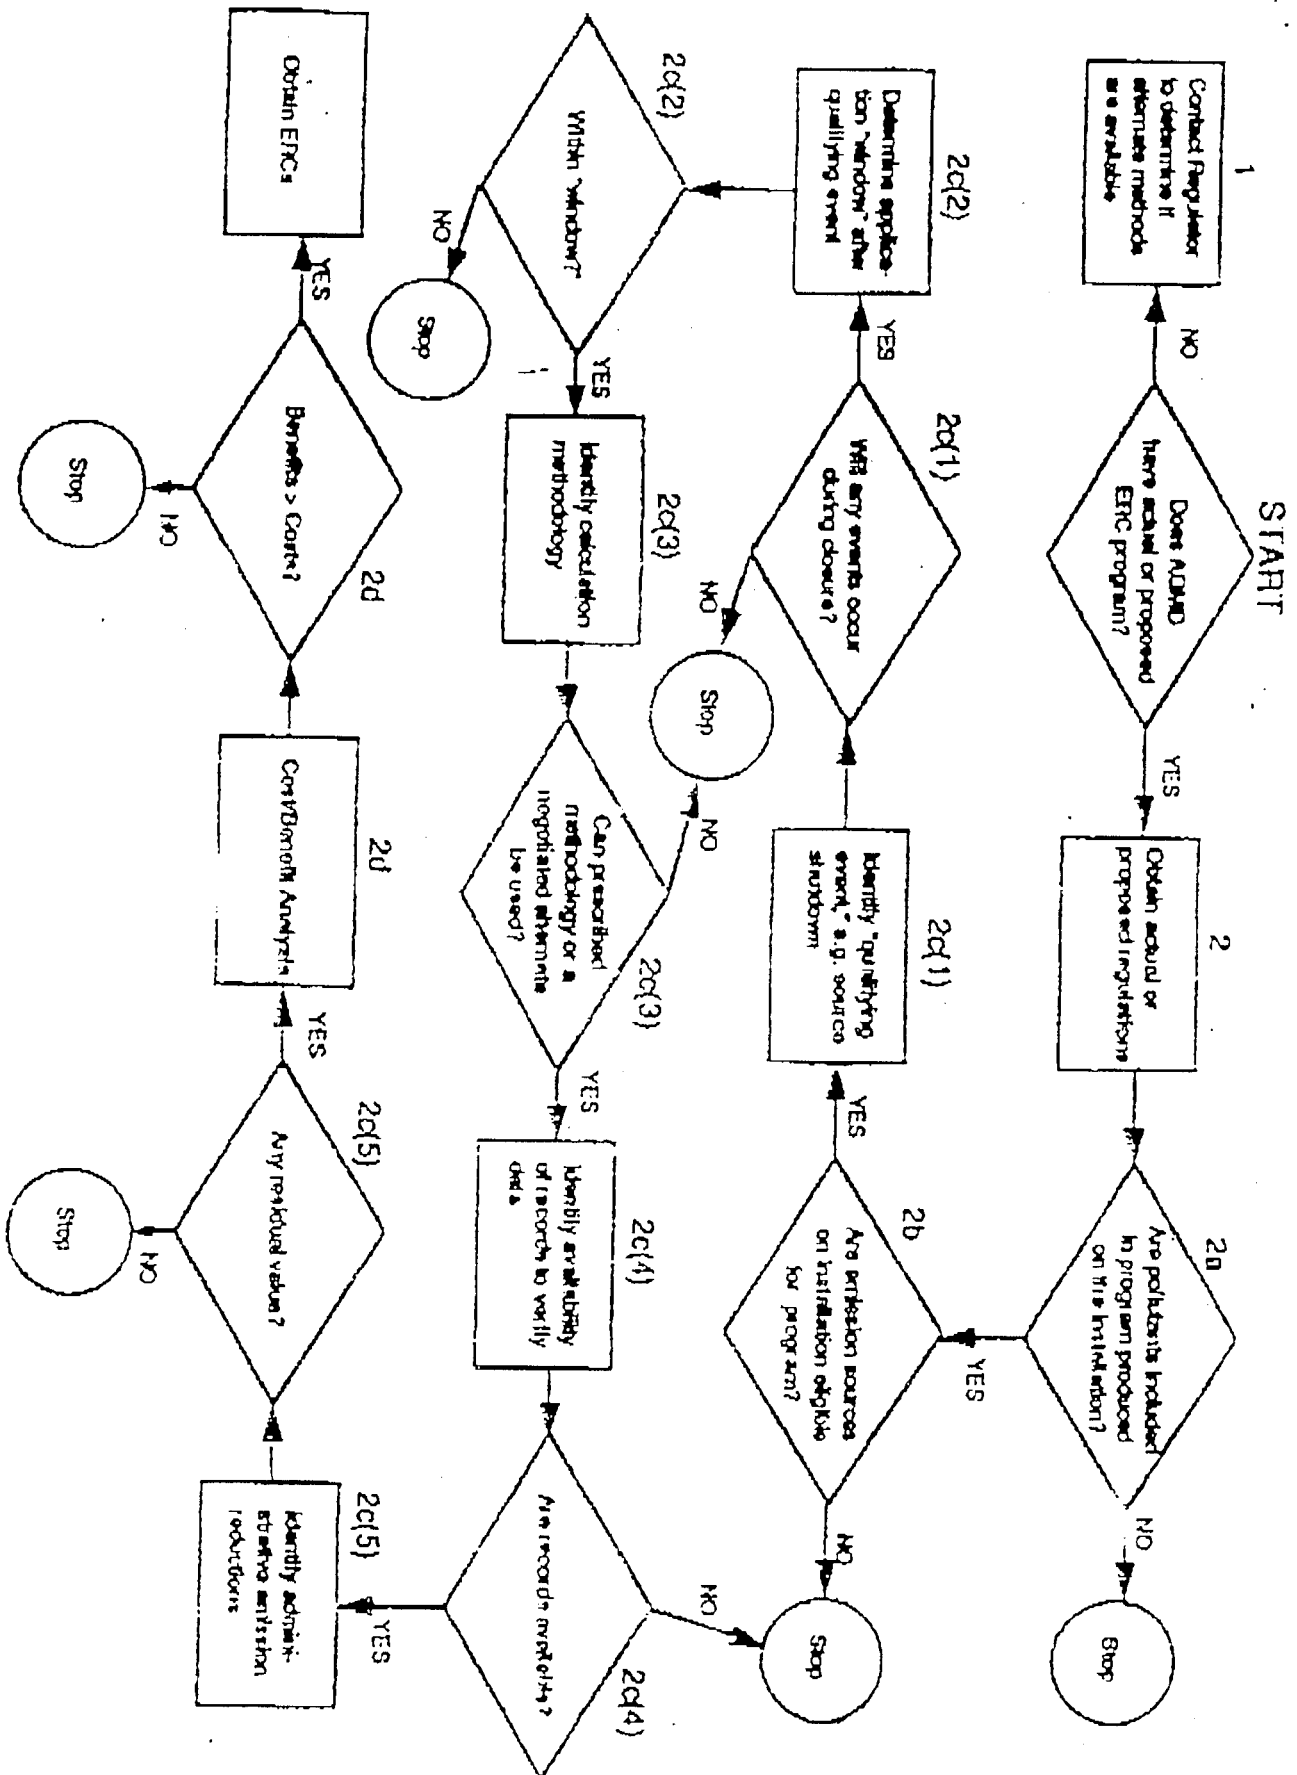 START
Does AQMD
have actual or proposed
ERC program?
NO
1
Contact Regulator
to determine if
alternate methods
are available
YES
2
Obtain actual or
proposed regulations
2a
Are pollutants included
in program produced
on the installation?
NO
Stop
YES
2b
Are emission sources
on installation eligible
for program?
NO
Stop
YES
2c(1)
Identify "qualifying
event," e.g. source
shutdown
2c(1)
Will any events occur
during closure?
NO
Stop
YES
2c(2)
Determine applica-
tion "window" after
qualifying event
2c(2)
Within "window?"
NO
Stop
YES
2c(3)
Identify calculation
methodology
2c(3)
Can prescribed
methodology or a
negotiated alternate
be used?
NO
YES
2c(4)
Identify availability
of records to verify
data
2c(4)
Are records available?
NO
YES
2c(5)
Identify admini-
strative emission
reductions
2c(5)
Any residual value?
NO
Stop
YES
2d
Cost/Benefit Analysis
2d
Benefits > Costs?
NO
Stop
YES
Obtain ERCs